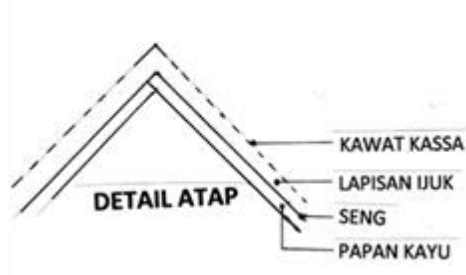 KAWAT KASSA
LAPISAN IJUK
DETAIL ATAP
SENG
PAPAN KAYU